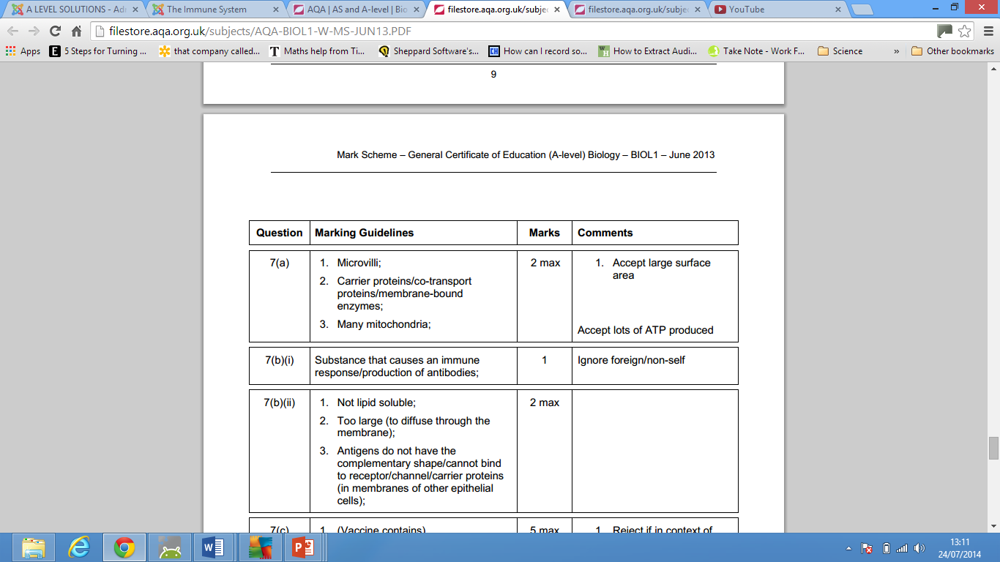 A LEVEL SOLUTIONS - Adm
The Immune System
AQA | AS and A-level | Bio
filestore.aqa.org.uk/subje
filestore.aqa.org.uk/subje
YouTube
filestore.aqa.org.uk/subjects/AQA-BIOL1-W-MS-JUN13.PDF
Apps
5 Steps for Turning ...
that company called...
Maths help from Ti...
Sheppard Software's...
How can I record so...
How to Extract Audi...
Take Note - Work F...
Science
»
Other bookmarks
9
Mark Scheme – General Certificate of Education (A-level) Biology – BIOL1 – June 2013
Question Marking Guidelines Marks Comments
7(a) 1. Microvilli; 2 max 1. Accept large surface
area
2. Carrier proteins/co-transport
proteins/membrane-bound
enzymes;
3. Many mitochondria;
Accept lots of ATP produced
7(b)(i) Substance that causes an immune 1 Ignore foreign/non-self
response/production of antibodies;
7(b)(ii) 1. Not lipid soluble; 2 max
2. Too large (to diffuse through the
membrane);
3. Antigens do not have the
complementary shape/cannot bind
to receptor/channel/carrier proteins
(in membranes of other epithelial
cells);
7(c) 1. (Vaccine contains) 5 max 1. Reject if in context of
13:11
24/07/2014